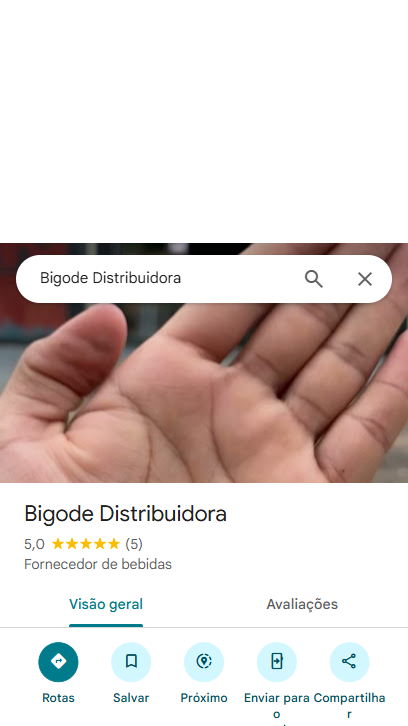 Bigode Distribuidora
Bigode Distribuidora
5,0 (5)
Fornecedor de bebidas
Visão geral Avaliações
Rotas Salvar Próximo Enviar para o Compartilhar